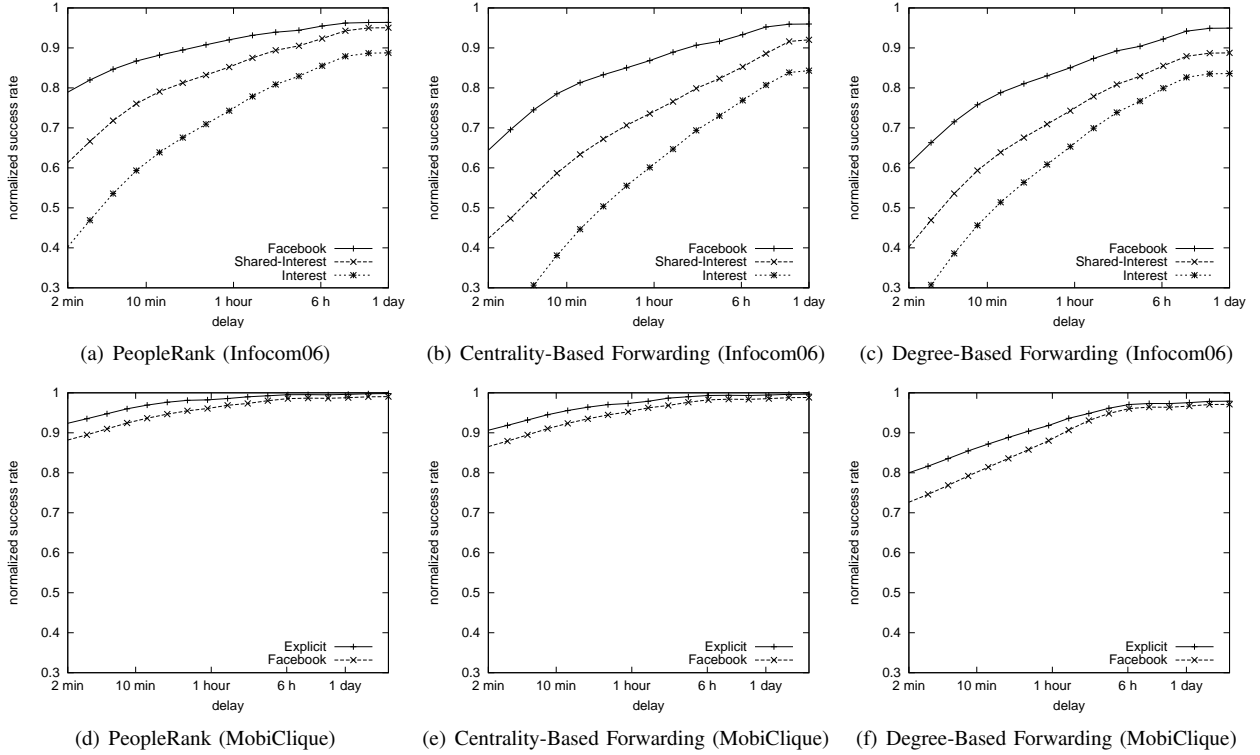 1
0.9
0.8
0.7
0.6
0.5
0.4
0.3
normalized success rate
Facebook
Shared-Interest
Interest
2 min 10 min 1 hour 6 h 1 day
delay
(a) PeopleRank (Infocom06)
1
0.9
0.8
0.7
0.6
0.5
0.4
0.3
normalized success rate
Facebook
Shared-Interest
Interest
2 min 10 min 1 hour 6 h 1 day
delay
(b) Centrality-Based Forwarding (Infocom06)
1
0.9
0.8
0.7
0.6
0.5
0.4
0.3
normalized success rate
Facebook
Shared-Interest
Interest
2 min 10 min 1 hour 6 h 1 day
delay
(c) Degree-Based Forwarding (Infocom06)
1
0.9
0.8
0.7
0.6
0.5
0.4
0.3
normalized success rate
Explicit
Facebook
2 min 10 min 1 hour 6 h 1 day
delay
(d) PeopleRank (MobiClique)
1
0.9
0.8
0.7
0.6
0.5
0.4
0.3
normalized success rate
Explicit
Facebook
2 min 10 min 1 hour 6 h 1 day
delay
(e) Centrality-Based Forwarding (MobiClique)
1
0.9
0.8
0.7
0.6
0.5
0.4
0.3
normalized success rate
Explicit
Facebook
2 min 10 min 1 hour 6 h 1 day
delay
(f) Degree-Based Forwarding (MobiClique)